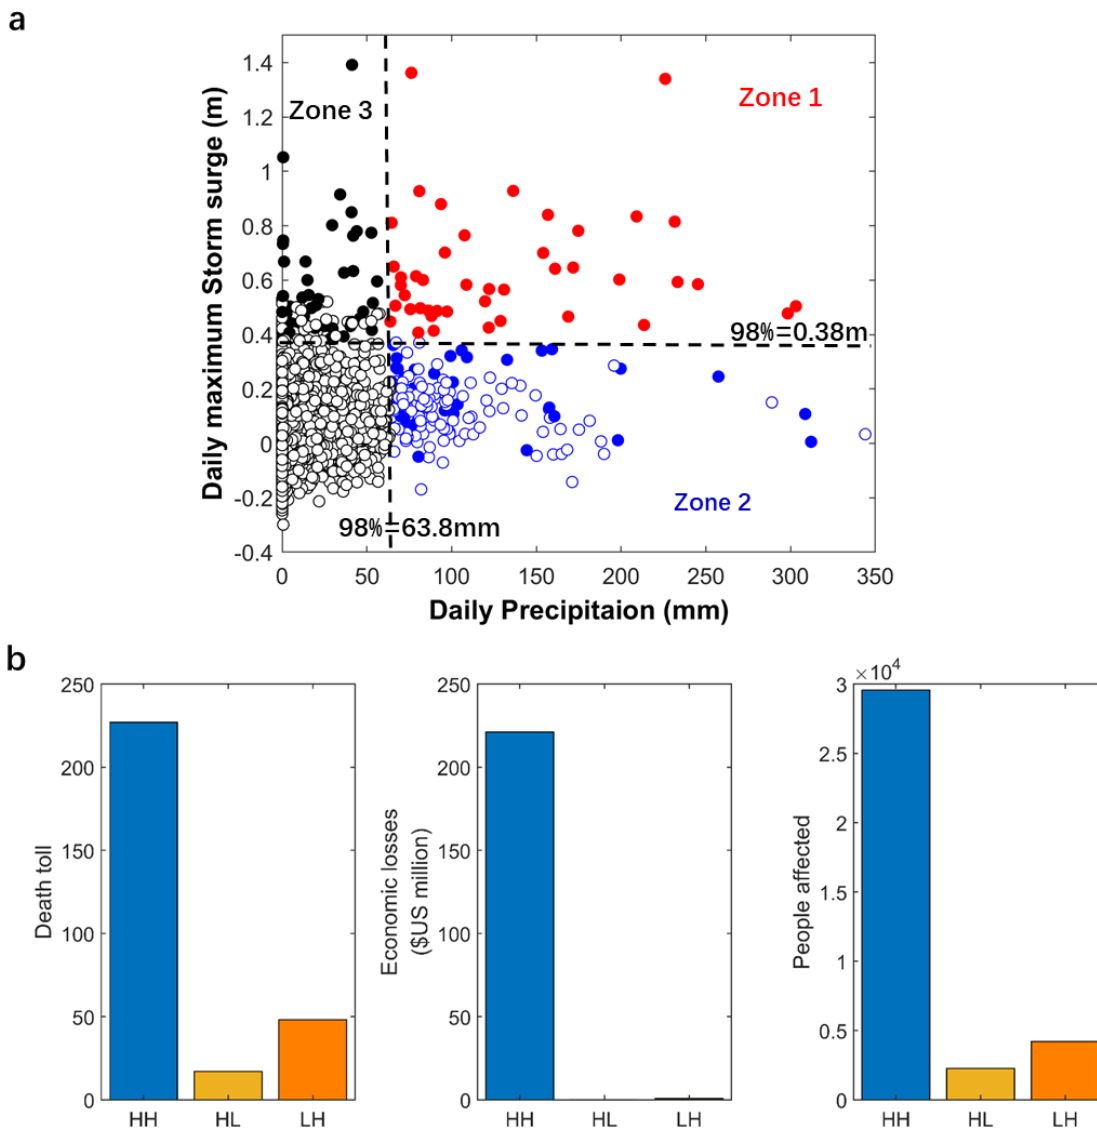 a
Daily maximum Storm surge (m)
1.4
1.2
1
0.8
0.6
0.4
0.2
0
-0.2
-0.4
Zone 3
Zone 1
98%=0.38m
Zone 2
98%=63.8mm
0 50 100 150 200 250 300 350
Daily Precipitaion (mm)
b
Death toll
250
200
150
100
50
0
HH HL LH
Economic losses
($US million)
250
200
150
100
50
0
HH HL LH
People affected
×10⁴
3
2.5
2
1.5
1
0.5
0
HH HL LH